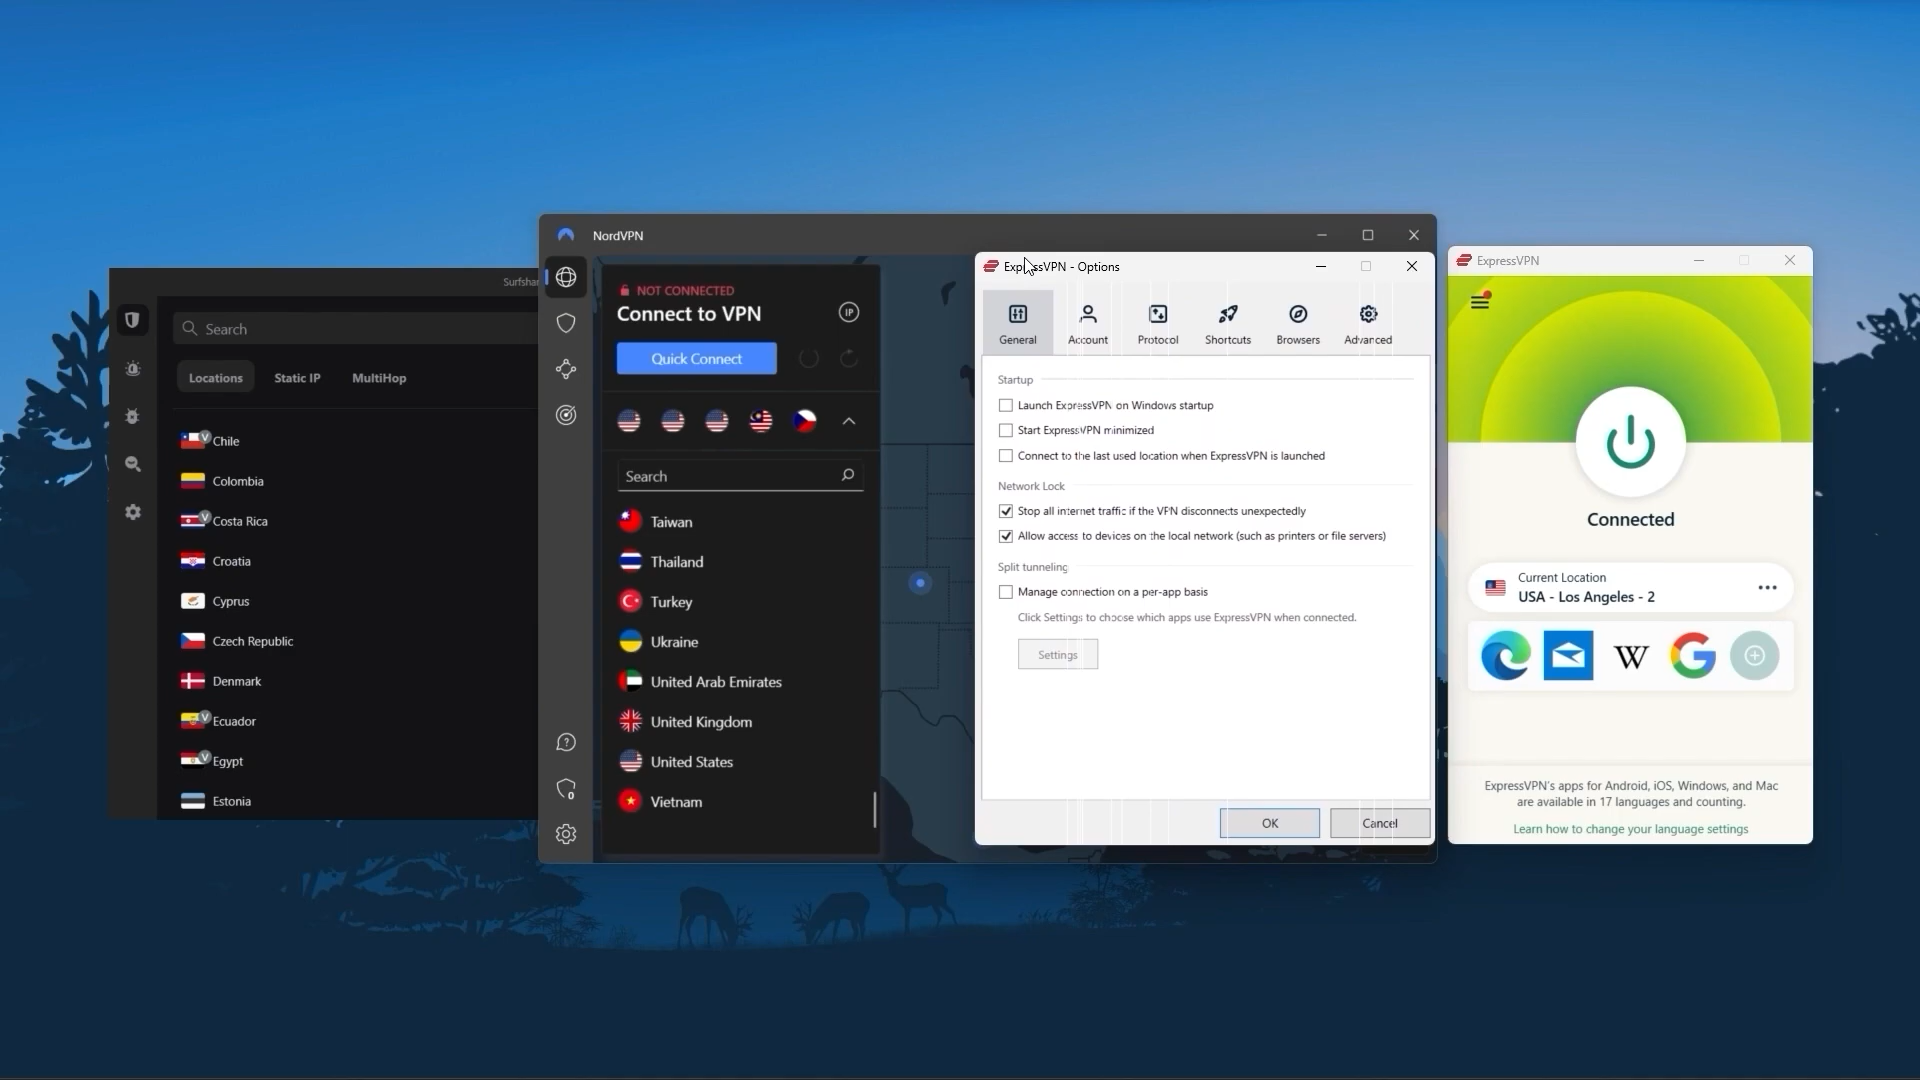 Surfshar
Search
Locations
Static IP
MultiHop
Chile
Colombia
Costa Rica
Croatia
Cyprus
Czech Republic
Denmark
Ecuador
Egypt
Estonia
NordVPN
NOT CONNECTED
Connect to VPN
IP
Quick Connect
Search
Taiwan
Thailand
Turkey
Ukraine
United Arab Emirates
United Kingdom
United States
Vietnam
ExpressVPN - Options
General
Account
Protocol
Shortcuts
Browsers
Advanced
Startup
Launch ExpressVPN on Windows startup
Start ExpressVPN minimized
Connect to the last used location when ExpressVPN is launched
Network Lock
Stop all internet traffic if the VPN disconnects unexpectedly
Allow access to devices on the local network (such as printers or file servers)
Split tunneling
Manage connection on a per-app basis
Click Settings to choose which apps use ExpressVPN when connected.
Settings
OK
Cancel
ExpressVPN
Connected
Current Location
USA - Los Angeles - 2
W
G
ExpressVPN's apps for Android, iOS, Windows, and Mac
are available in 17 languages and counting.
Learn how to change your language settings